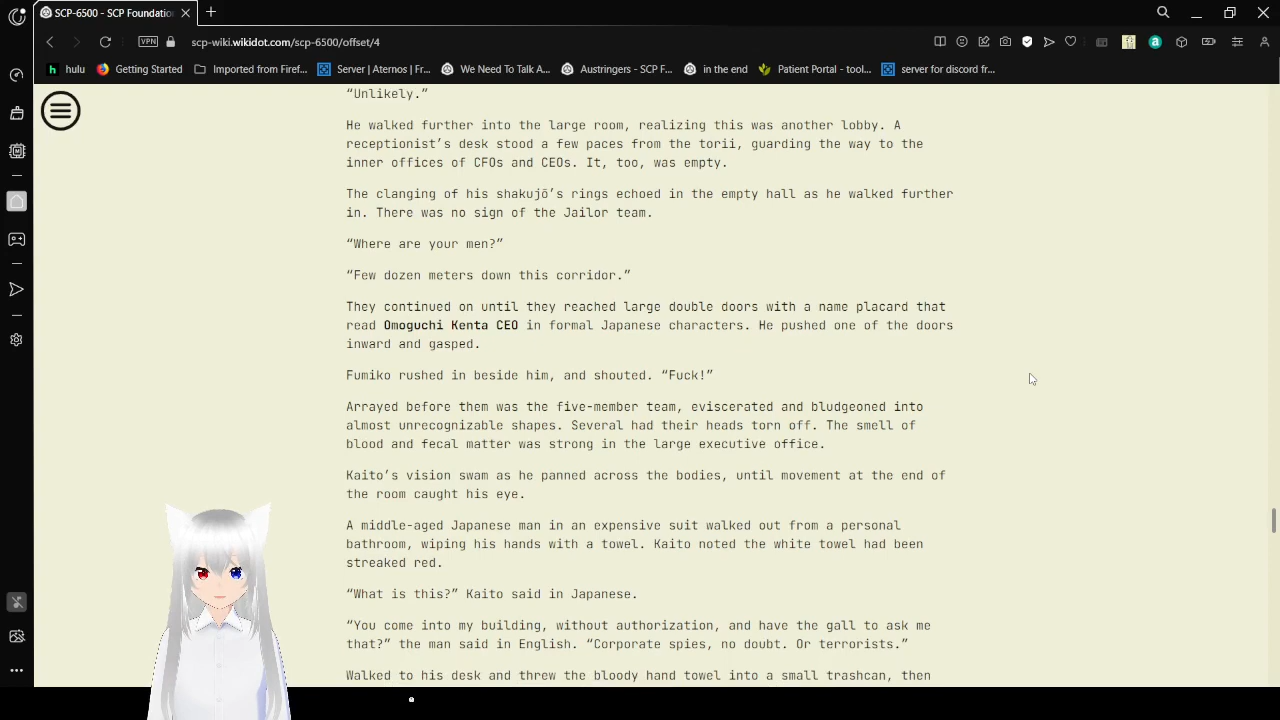 SCP-6500 - SCP Foundation
VPN
scp-wiki.wikidot.com/scp-6500/offset/4
hulu
Getting Started
Imported from Firef...
Server | Aternos | Fr...
We Need To Talk A...
Austringers - SCP F...
in the end
Patient Portal - tool...
server for discord fr...
“Unlikely.”
He walked further into the large room, realizing this was another lobby. A
receptionist’s desk stood a few paces from the torii, guarding the way to the
inner offices of CFOs and CEOs. It, too, was empty.
The clanging of his shakujō’s rings echoed in the empty hall as he walked further
in. There was no sign of the Jailor team.
“Where are your men?”
“Few dozen meters down this corridor.”
They continued on until they reached large double doors with a name placard that
read Omoguchi Kenta CEO in formal Japanese characters. He pushed one of the doors
inward and gasped.
Fumiko rushed in beside him, and shouted. “Fuck!”
Arrayed before them was the five-member team, eviscerated and bludgeoned into
almost unrecognizable shapes. Several had their heads torn off. The smell of
blood and fecal matter was strong in the large executive office.
Kaito’s vision swam as he panned across the bodies, until movement at the end of
the room caught his eye.
A middle-aged Japanese man in an expensive suit walked out from a personal
bathroom, wiping his hands with a towel. Kaito noted the white towel had been
streaked red.
“What is this?” Kaito said in Japanese.
“You come into my building, without authorization, and have the gall to ask me
that?” the man said in English. “Corporate spies, no doubt. Or terrorists.”
Walked to his desk and threw the bloody hand towel into a small trashcan, then